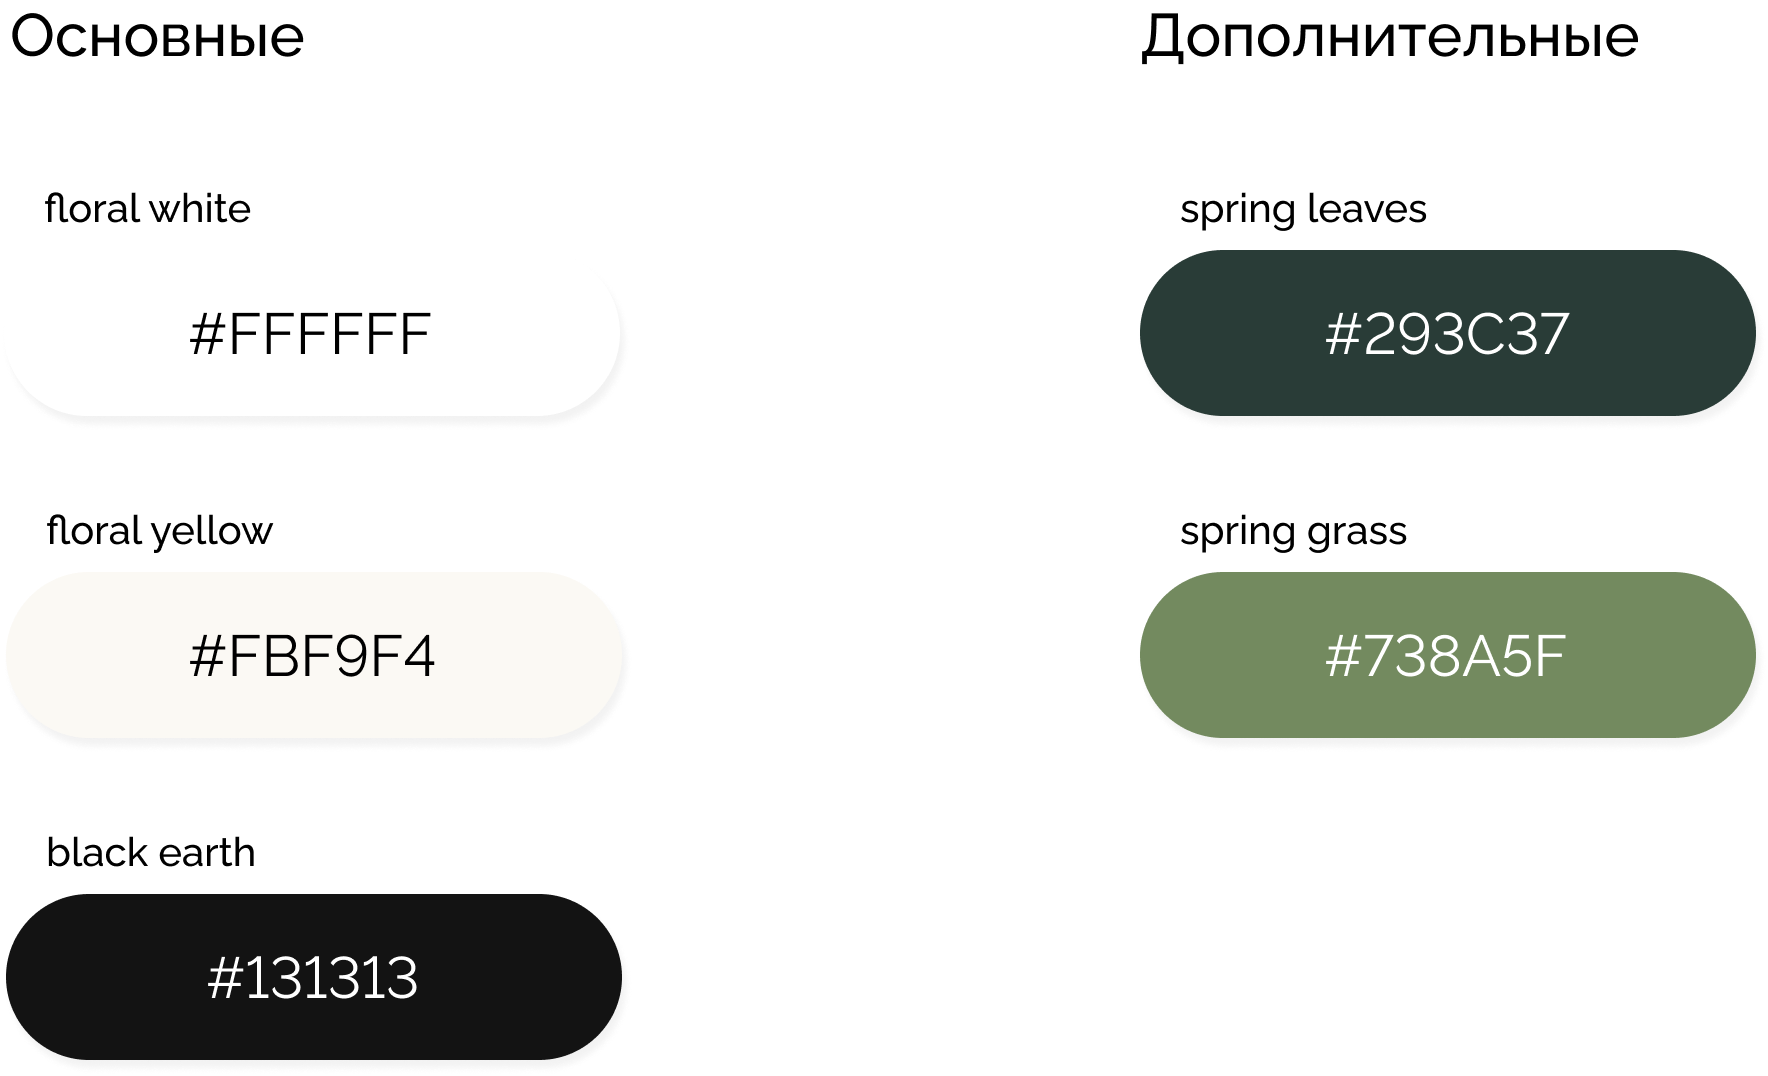 Основные
floral white
#FFFFFF
floral yellow
#FBF9F4
black earth
#131313
Дополнительные
spring leaves
#293C37
spring grass
#738A5F